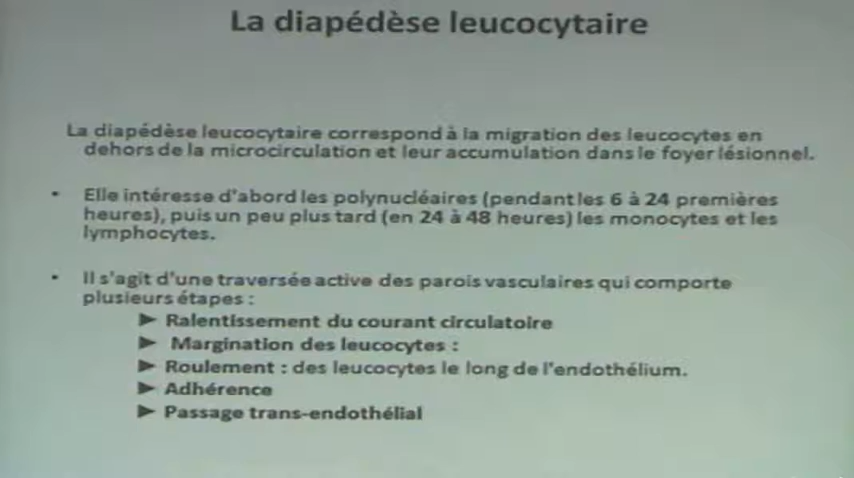 La diapédèse leucocytaire
La diapédèse leucocytaire correspond à la migration des leucocytes en
dehors de la microcirculation et leur accumulation dans le foyer lésionnel.
• Elle intéresse d'abord les polynucléaires (pendant les 6 à 24 premières
heures), puis un peu plus tard (en 24 à 48 heures) les monocytes et les
lymphocytes.
• Il s'agit d'une traversée active des parois vasculaires qui comporte
plusieurs étapes :
► Ralentissement du courant circulatoire
► Margination des leucocytes :
► Roulement : des leucocytes le long de l'endothélium.
► Adhérence
► Passage trans-endothélial